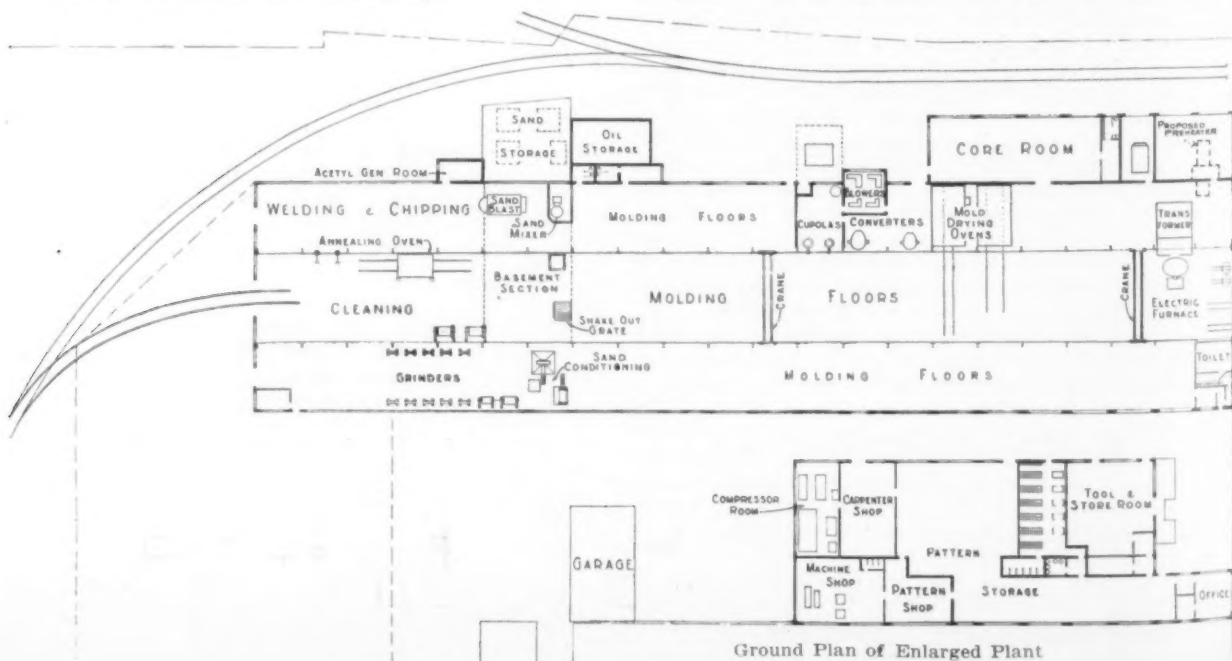 SAND
STORAGE
OIL
STORAGE
CORE ROOM
PROPOSED
PREHEATER
ACETYL GEN ROOM
WELDING & CHIPPING
SAND
BLAST
SAND
MIXER
MOLDING FLOORS
CUPOLAS
BLOWERS
CONVERTERS
MOLD
DRYING
OVENS
TRANS
FORMER
ANNEALING OVEN
BASEMENT
SECTION
CLEANING
MOLDING
CRANE
FLOORS
CRANE
ELECTRIC
FURNACE
SHAKE OUT
GRATE
SAND
CONDITIONING
GRINDERS
MOLDING FLOORS
TOILET
COMPRESSOR
ROOM
CARPENTER
SHOP
TOOL &
STORE ROOM
PATTERN
GARAGE
MACHINE
SHOP
PATTERN
SHOP
STORAGE
OFFICE
Ground Plan of Enlarged Plant